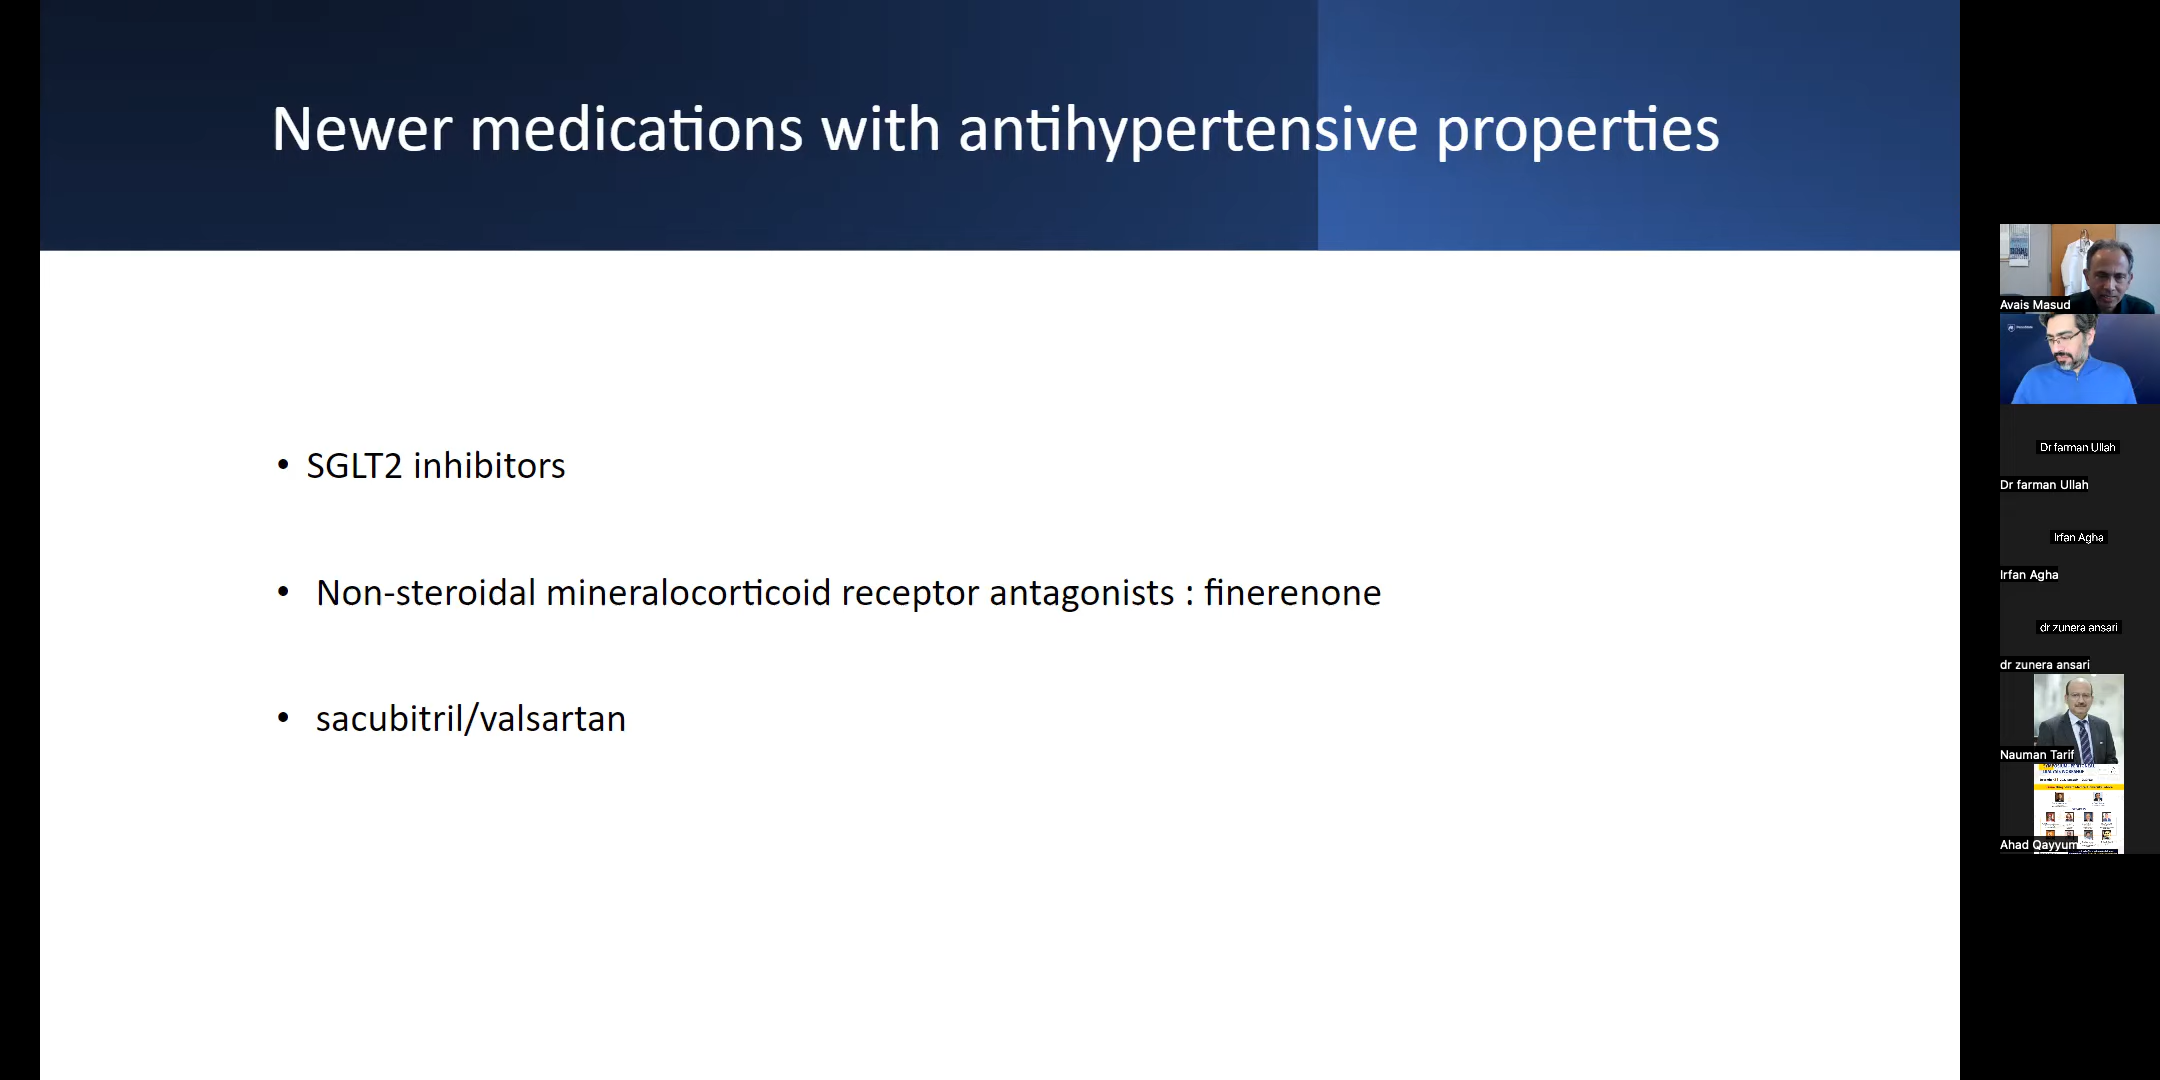 Newer medications with antihypertensive properties
• SGLT2 inhibitors
• Non-steroidal mineralocorticoid receptor antagonists : finerenone
• sacubitril/valsartan
Avais Masud
Dr farman Ullah
Dr farman Ullah
Irfan Agha
Irfan Agha
dr zunera ansari
dr zunera ansari
Nauman Tarif
Ahad Qayyum